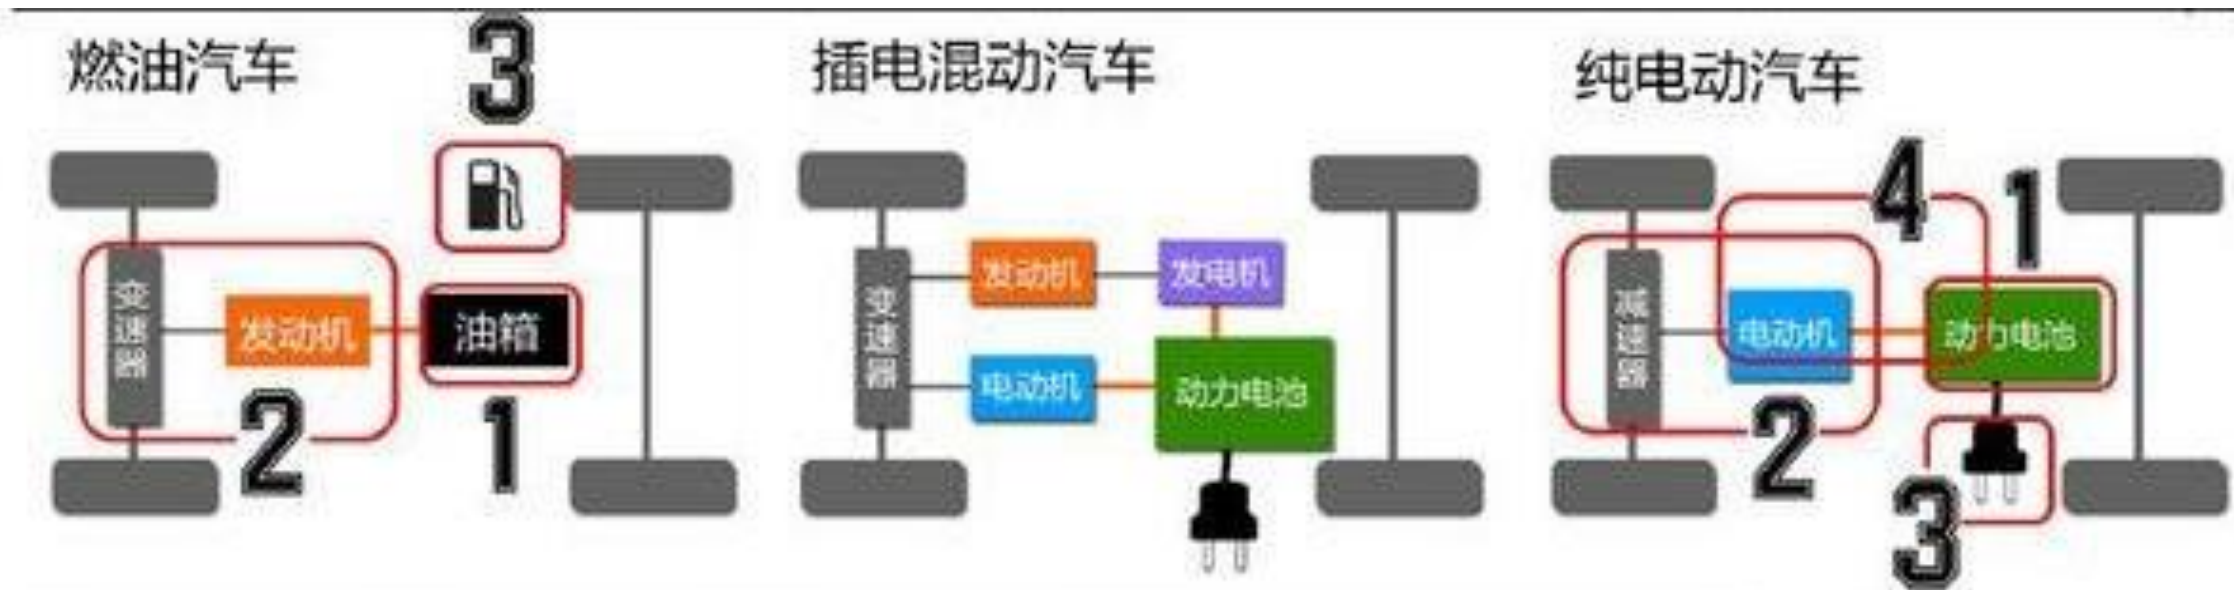 燃油汽车
3
变速器
发动机
油箱
2
1
插电混动汽车
变速器
发动机
发电机
电动机
动力电池
纯电动汽车
4
1
减速器
电动机
动力电池
2
3